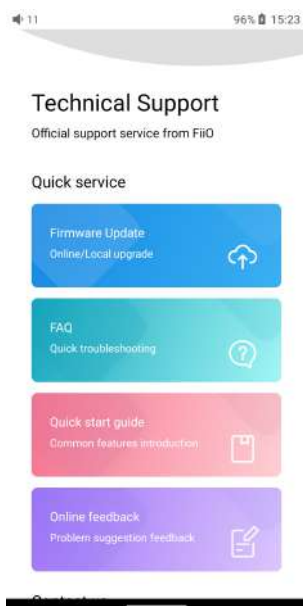 11
96% 15:23
Technical Support
Official support service from FiiO
Quick service
Firmware Update
Online/Local upgrade
FAQ
Quick troubleshooting
Quick start guide
Common features introduction
Online feedback
Problem suggestion feedback